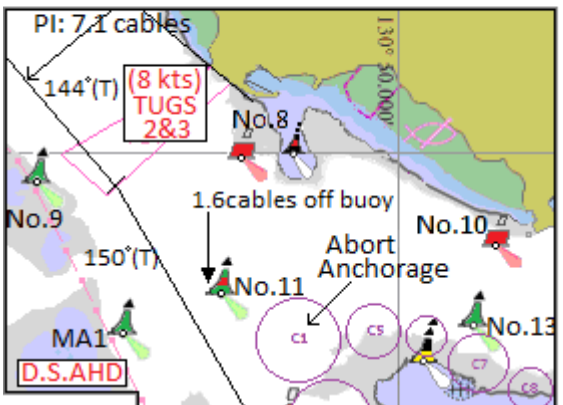 PI: 7.1 cables
130° 50.000'
144°(T)
(8 kts)
TUGS
2&3
No.8
No.9
1.6cables off buoy
No.10
150°(T)
Abort
Anchorage
No.11
No.13
MA1
C1
C5
C7
C8
D.S.AHD